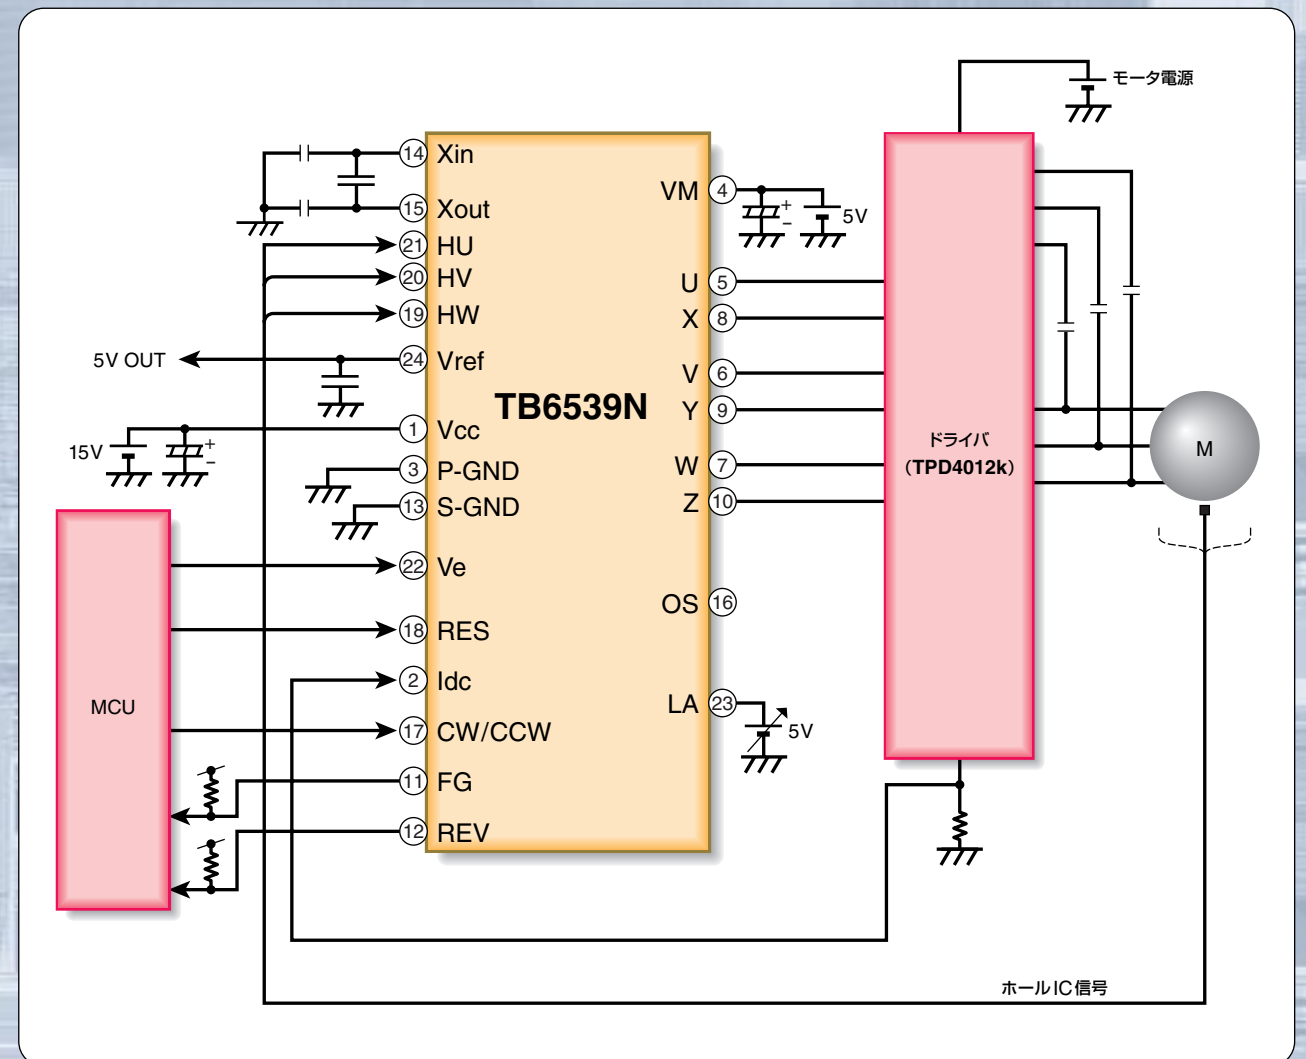 モータ電源
14 Xin
15 Xout
21 HU
20 HV
19 HW
5V OUT
24 Vref
15V
+
−
1 Vcc
3 P-GND
13 S-GND
22 Ve
18 RES
2 Idc
17 CW/CCW
11 FG
12 REV
MCU
TB6539N
VM 4
+
−
5V
U 5
X 8
V 6
Y 9
W 7
Z 10
OS 16
LA 23
5V
ドライバ
（TPD4012k）
M
ホールIC信号